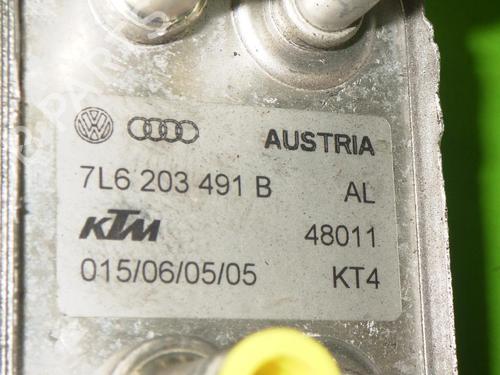 AUSTRIA
7L6 203 491 B AL
KTM 48011
015/06/05/05 KT4